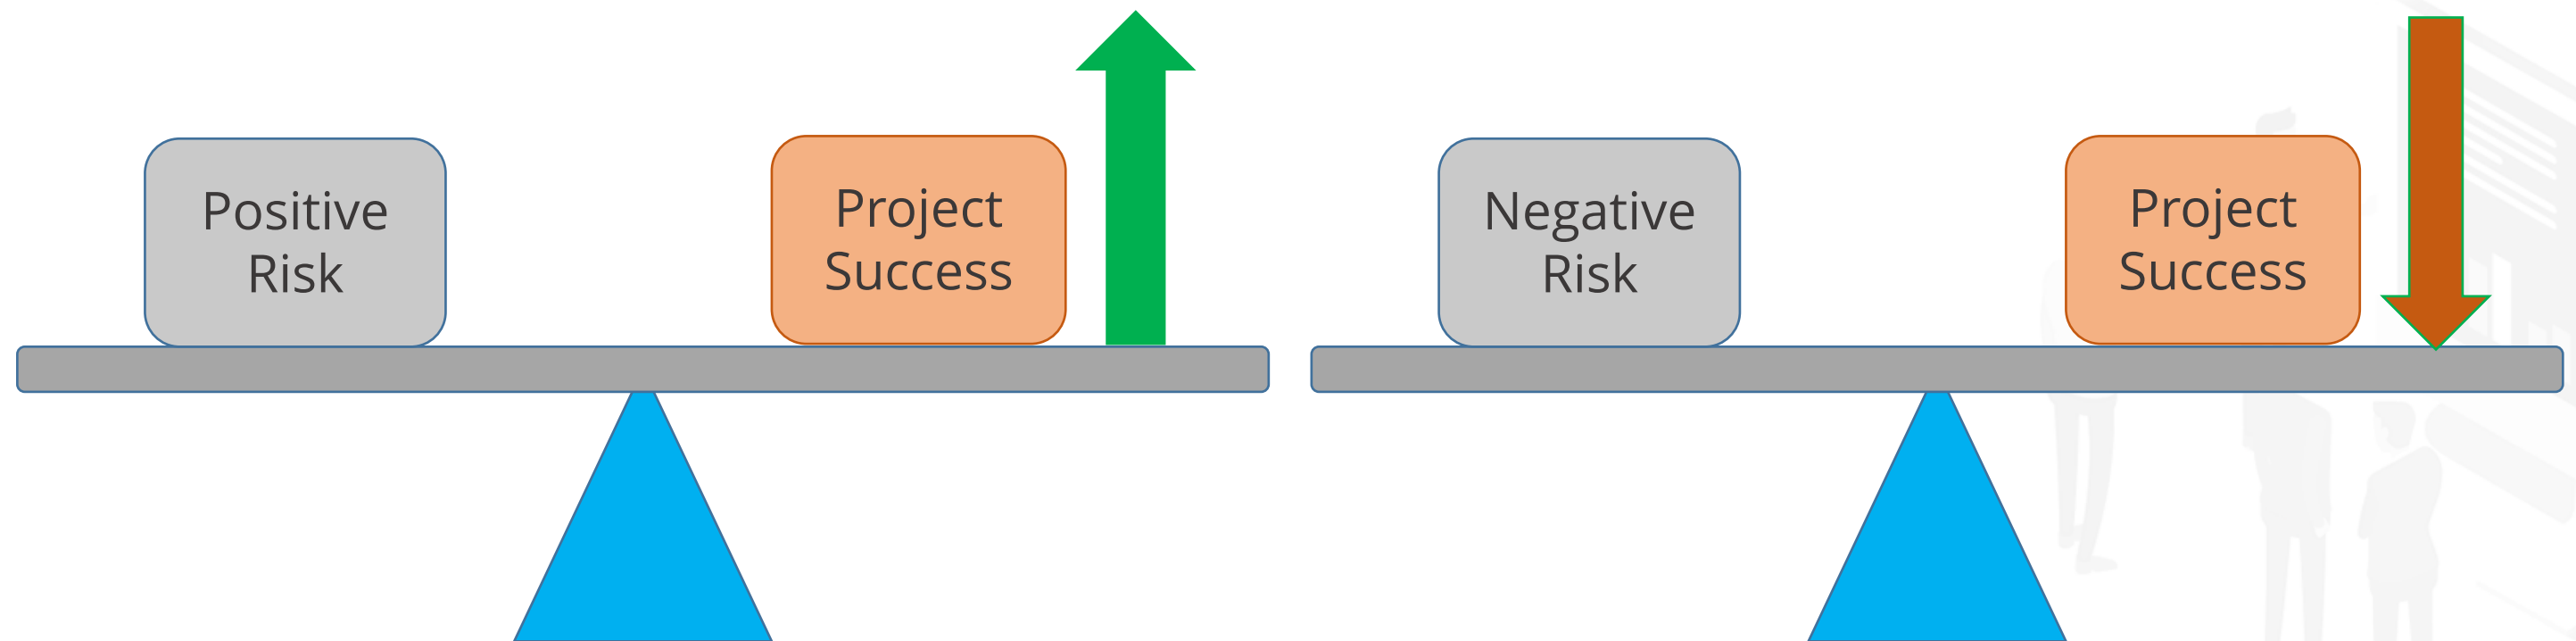 Positive
Risk
Project
Success
Negative
Risk
Project
Success